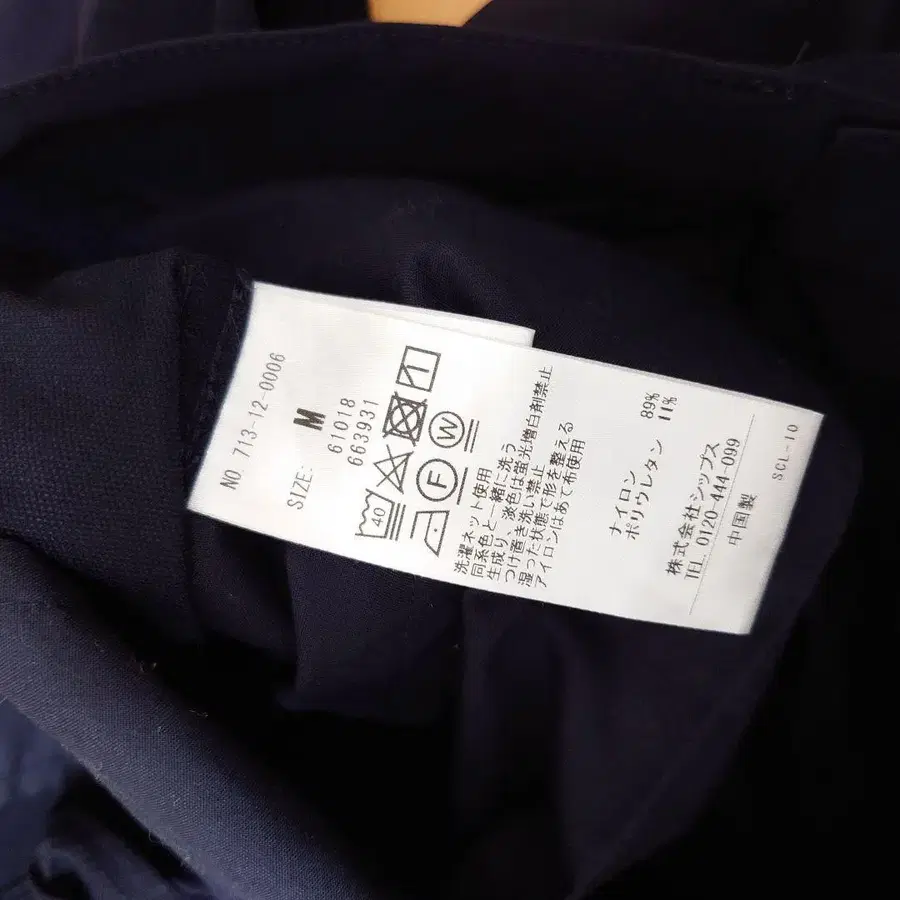 NO. 713-12-0006
SIZE: M
61018
663931
40
F
W
洗濯ネット使用
同系色と一緒に洗う
生成り、淡色は蛍光増白剤禁止
つけ置き洗い禁止
湿った状態で形を整える
アイロンはあて布使用
ナイロン 89%
ポリウレタン 11%
株式会社シップス
TEL. 0120-444-099
中国製
SCL-10